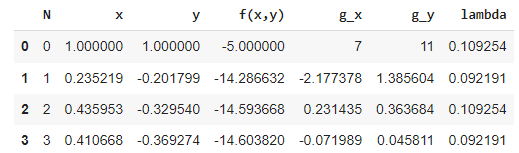 N x y f(x,y) g_x g_y lambda
0 0 1.000000 1.000000 -5.000000 7 11 0.109254
1 1 0.235219 -0.201799 -14.286632 -2.177378 1.385604 0.092191
2 2 0.435953 -0.329540 -14.593668 0.231435 0.363684 0.109254
3 3 0.410668 -0.369274 -14.603820 -0.071989 0.045811 0.092191